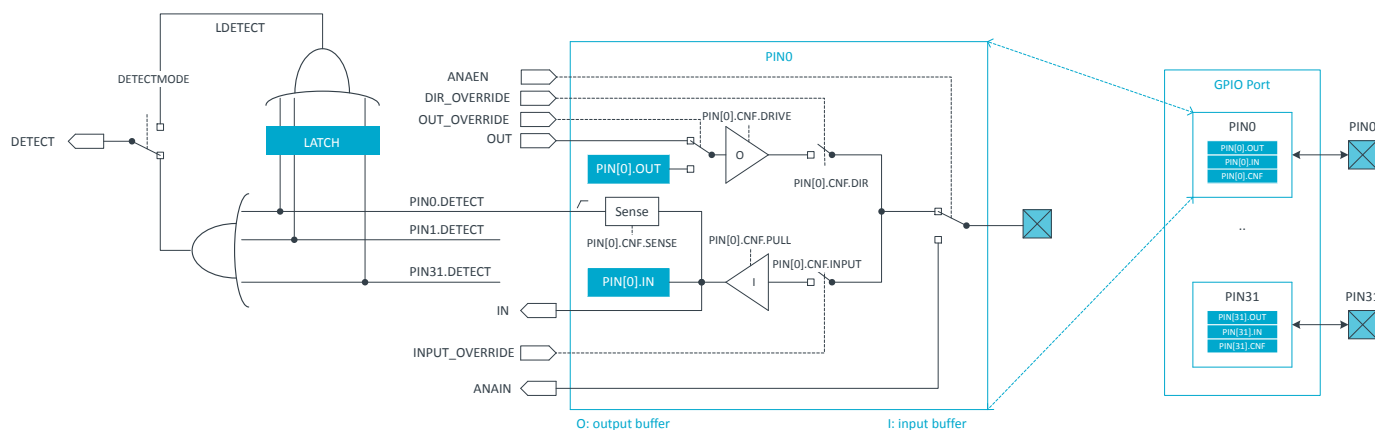 LDETECT
PIN0
ANAEN
GPIO Port
DETECTMODE
DIR_OVERRIDE
OUT_OVERRIDE
PIN[0].CNF.DRIVE
PIN0
PIN0
DETECT
LATCH
OUT
O
PIN[0].OUT
PIN[0].IN
PIN[0].CNF
PIN[0].OUT
PIN[0].CNF.DIR
PIN0.DETECT
Sense
PIN1.DETECT
PIN[0].CNF.SENSE
PIN[0].CNF.PULL
..
PIN[0].CNF.INPUT
PIN31.DETECT
PIN[0].IN
I
PIN31
PIN31
IN
PIN[31].OUT
PIN[31].IN
PIN[31].CNF
INPUT_OVERRIDE
ANAIN
O: output buffer
I: input buffer